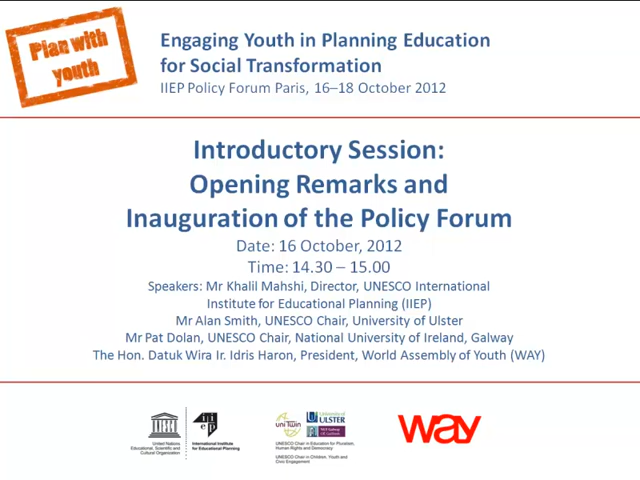 Plan with
youth
Engaging Youth in Planning Education
for Social Transformation
IIEP Policy Forum Paris, 16–18 October 2012
Introductory Session:
Opening Remarks and
Inauguration of the Policy Forum
Date: 16 October, 2012
Time: 14.30 – 15.00
Speakers: Mr Khalil Mahshi, Director, UNESCO International
Institute for Educational Planning (IIEP)
Mr Alan Smith, UNESCO Chair, University of Ulster
Mr Pat Dolan, UNESCO Chair, National University of Ireland, Galway
The Hon. Datuk Wira Ir. Idris Haron, President, World Assembly of Youth (WAY)
United Nations
Educational, Scientific and
Cultural Organization
iiep
International Institute
for Educational Planning
uniTwin
University of
ULSTER
UNESCO Chair in Education for Pluralism,
Human Rights and Democracy
UNESCO Chair in Children, Youth and
Civic Engagement
way